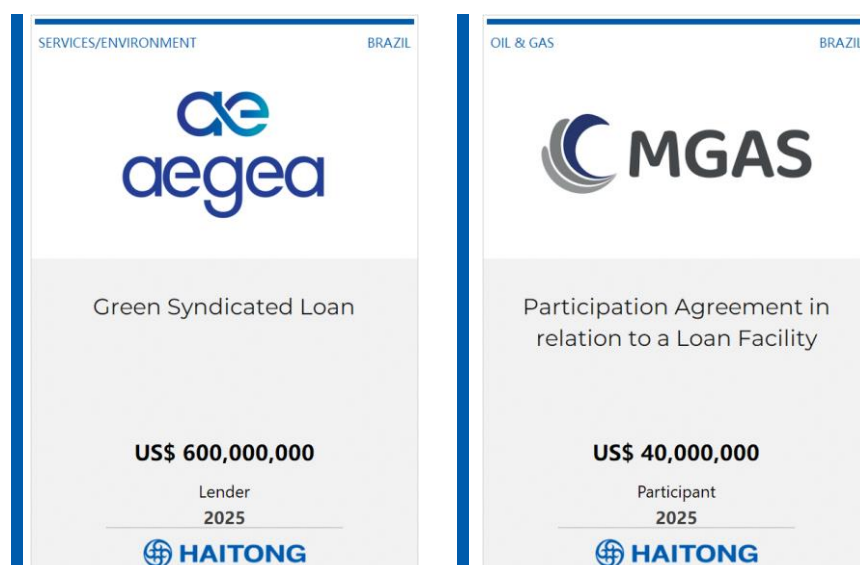 SERVICES/ENVIRONMENT BRAZIL
ae
aegea
Green Syndicated Loan
US$ 600,000,000
Lender
2025
HAITONG
OIL & GAS BRAZIL
MGAS
Participation Agreement in
relation to a Loan Facility
US$ 40,000,000
Participant
2025
HAITONG